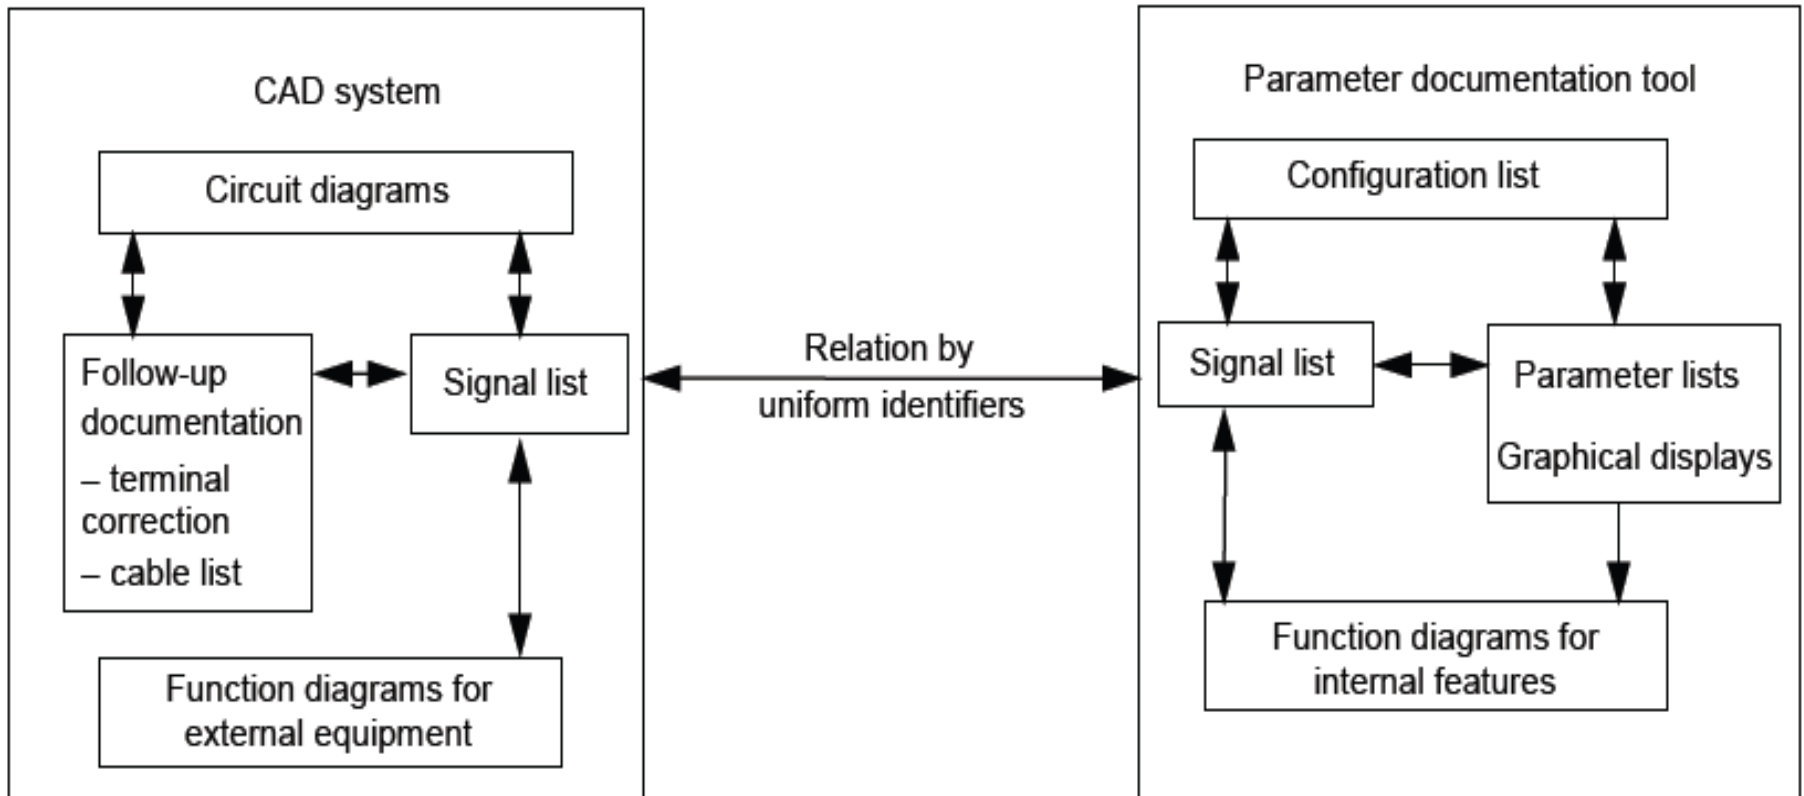 CAD system
Circuit diagrams
Follow-up
documentation
– terminal
correction
– cable list
Signal list
Function diagrams for
external equipment
Relation by
uniform identifiers
Parameter documentation tool
Configuration list
Signal list
Parameter lists
Graphical displays
Function diagrams for
internal features